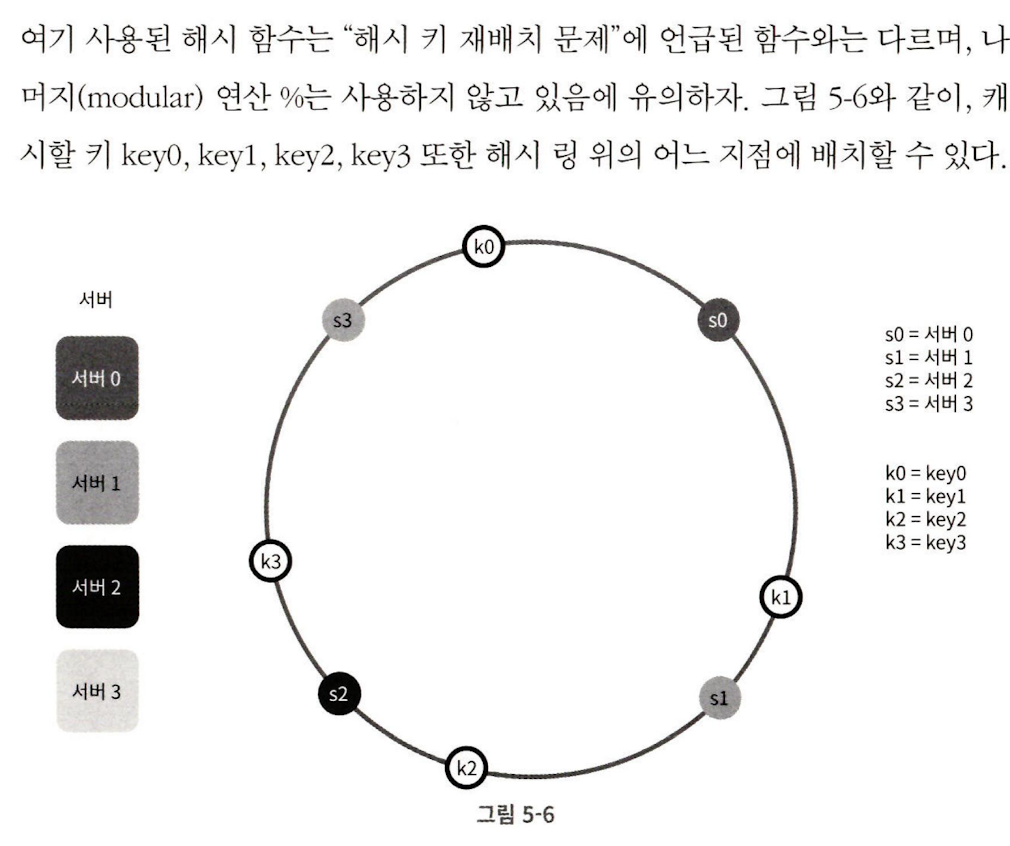 여기 사용된 해시 함수는 “해시 키 재배치 문제”에 언급된 함수와는 다르며, 나
머지(modular) 연산 %는 사용하지 않고 있음에 유의하자. 그림 5-6와 같이, 캐
시할 키 key0, key1, key2, key3 또한 해시 링 위의 어느 지점에 배치할 수 있다.
k0
서버
s3
s0
서버 0
s0 = 서버 0
s1 = 서버 1
s2 = 서버 2
s3 = 서버 3
서버 1
k0 = key0
k1 = key1
k2 = key2
k3 = key3
k3
서버 2
k1
서버 3
s2
s1
k2
그림 5-6